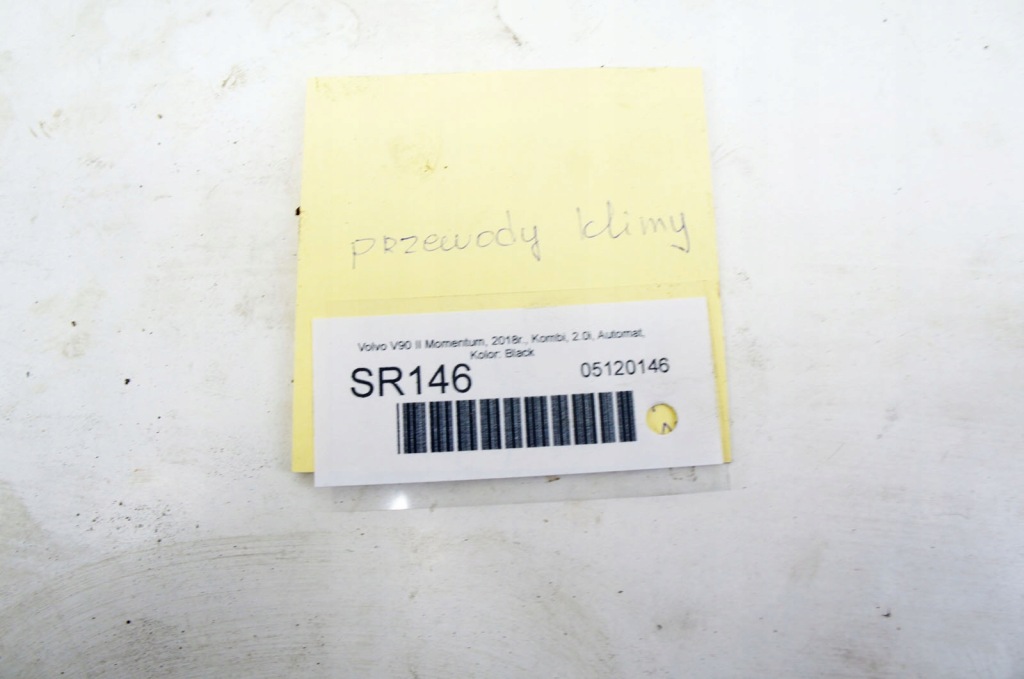 przewody klimy
Volvo V90 II Momentum, 2018r., Kombi, 2.0i, Automat,
Kolor: Black
SR146 05120146